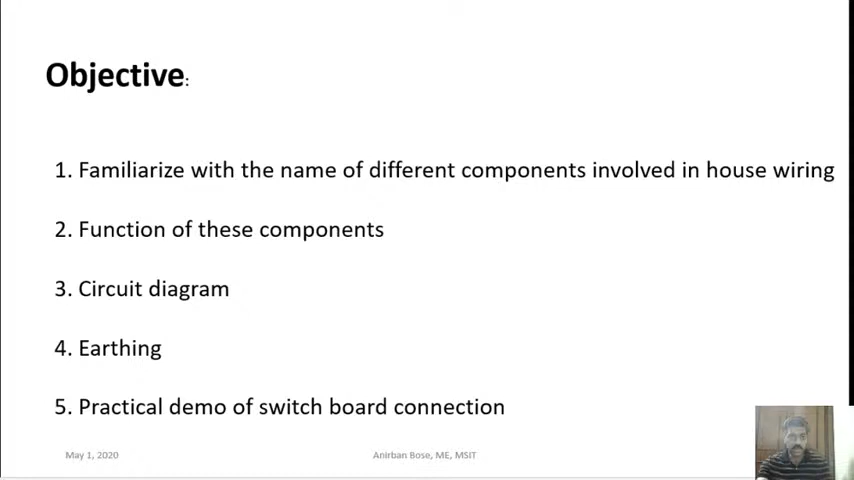 Objective:
1. Familiarize with the name of different components involved in house wiring
2. Function of these components
3. Circuit diagram
4. Earthing
5. Practical demo of switch board connection
May 1, 2020
Anirban Bose, ME, MSIT